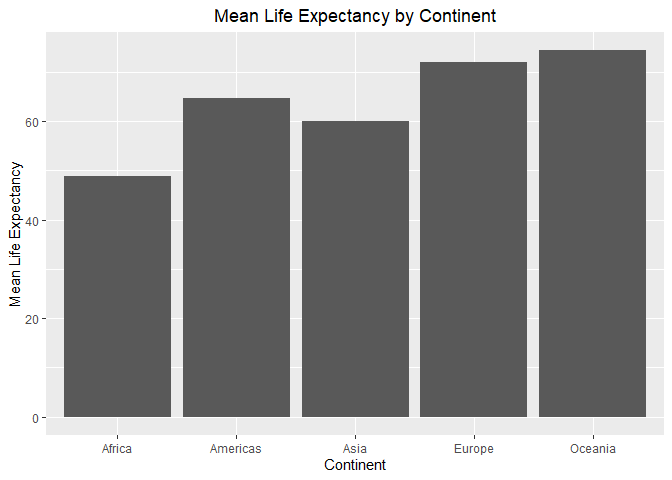 Mean Life Expectancy by Continent
Mean Life Expectancy
60
40
20
0
Africa Americas Asia Europe Oceania
Continent